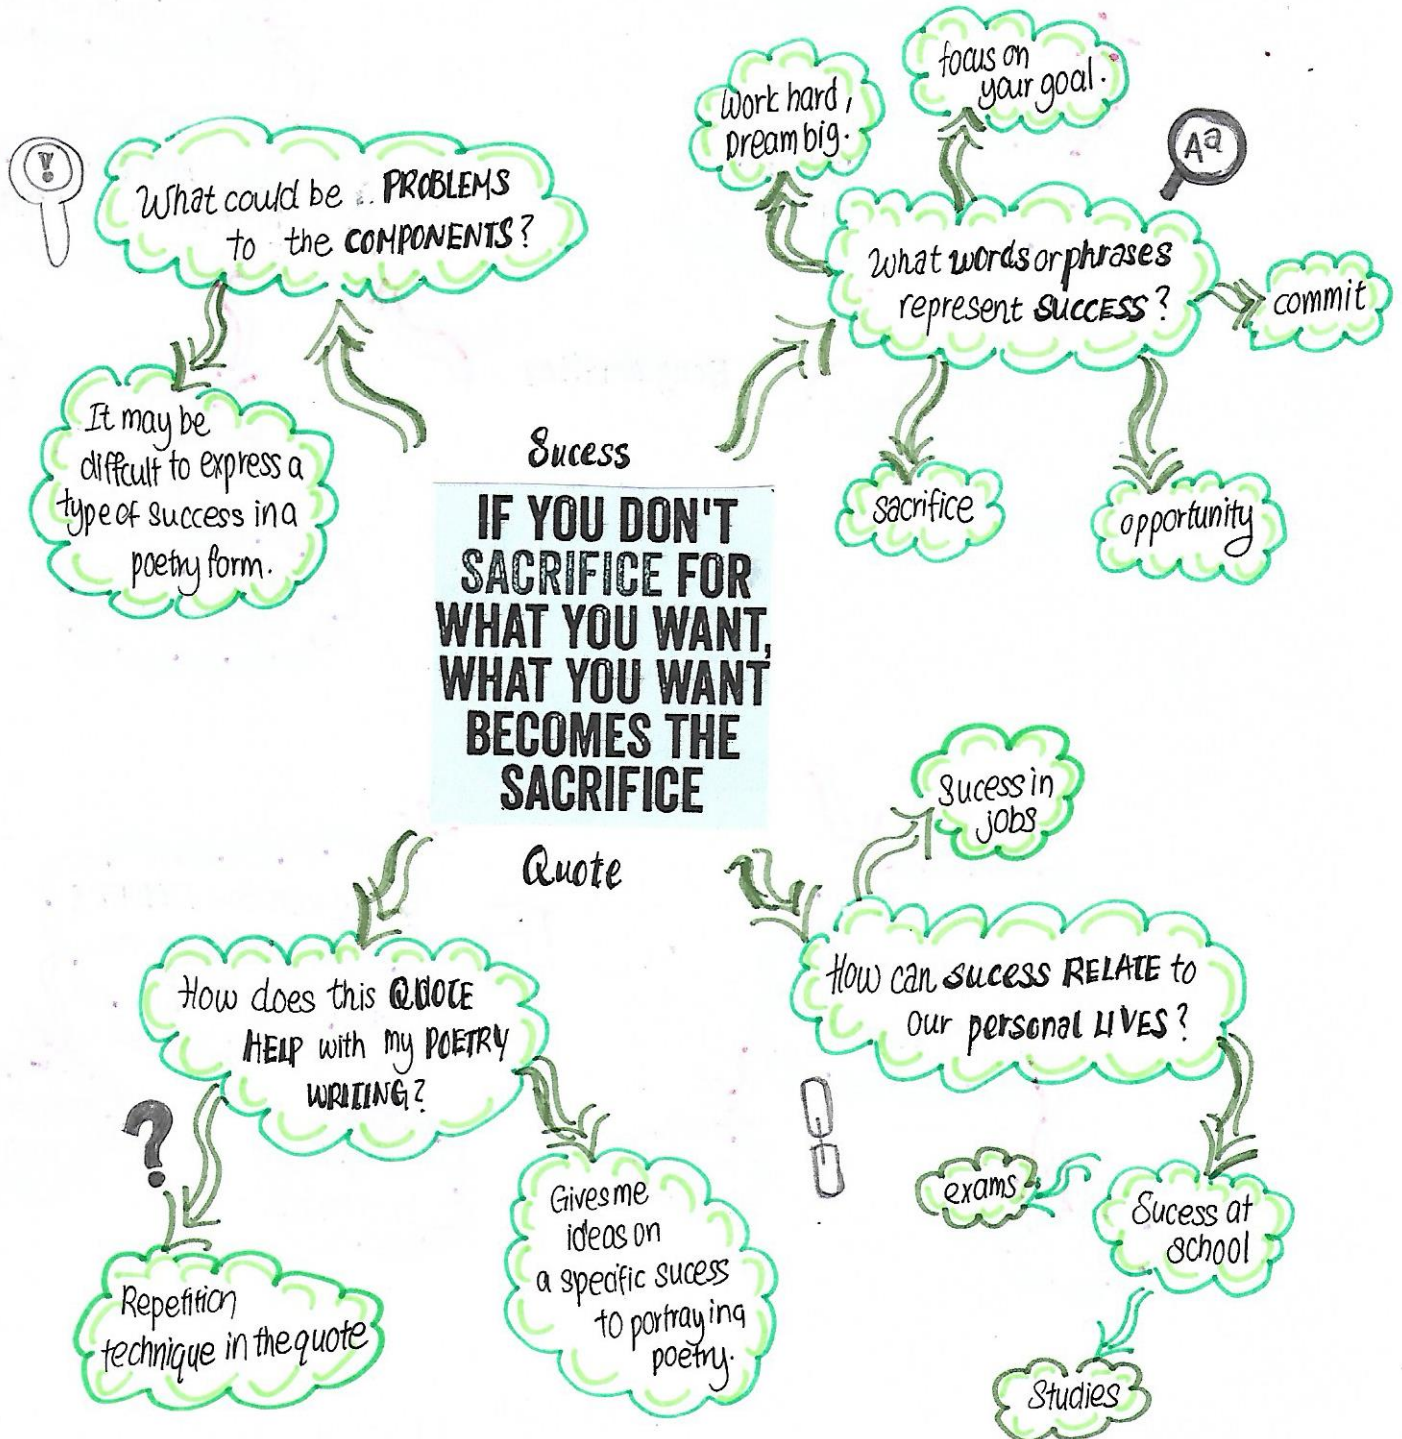 What could be .. PROBLEMS
to the COMPONENTS?
It may be
diffcult to express a
type of success in a
poetry form.
Work hard,
Dream big.
focus on
your goal.
Aa
What words or phrases
represent SUCCESS?
commit
sacrifice
opportunity
Sucess
IF YOU DON'T
SACRIFICE FOR
WHAT YOU WANT,
WHAT YOU WANT
BECOMES THE
SACRIFICE
Quote
How does this QUOTE
HELP with my POETRY
WRITING?
?
Repetition
technique in the quote
Gives me
ideas on
a specific sucess
to portraying
poetry.
Sucess in
jobs
How can sucess RELATE to
our personal LIVES?
Sucess at
school
exams
Studies